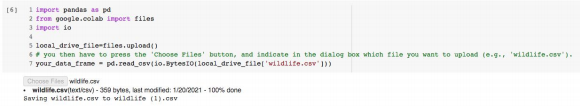 [6] 1 import pandas as pd
2 from google.colab import files
3 import io
4
5 local_drive_file=files.upload()
6 # you then have to press the 'Choose Files' button, and indicate in the dialog box which file you want to upload (e.g., 'wildlife.csv').
7 your_data_frame = pd.read_csv(io.BytesIO(local_drive_file['wildlife.csv']))
Choose Files wildlife.csv
• wildlife.csv(text/csv) - 359 bytes, last modified: 1/20/2021 - 100% done
Saving wildlife.csv to wildlife (1).csv